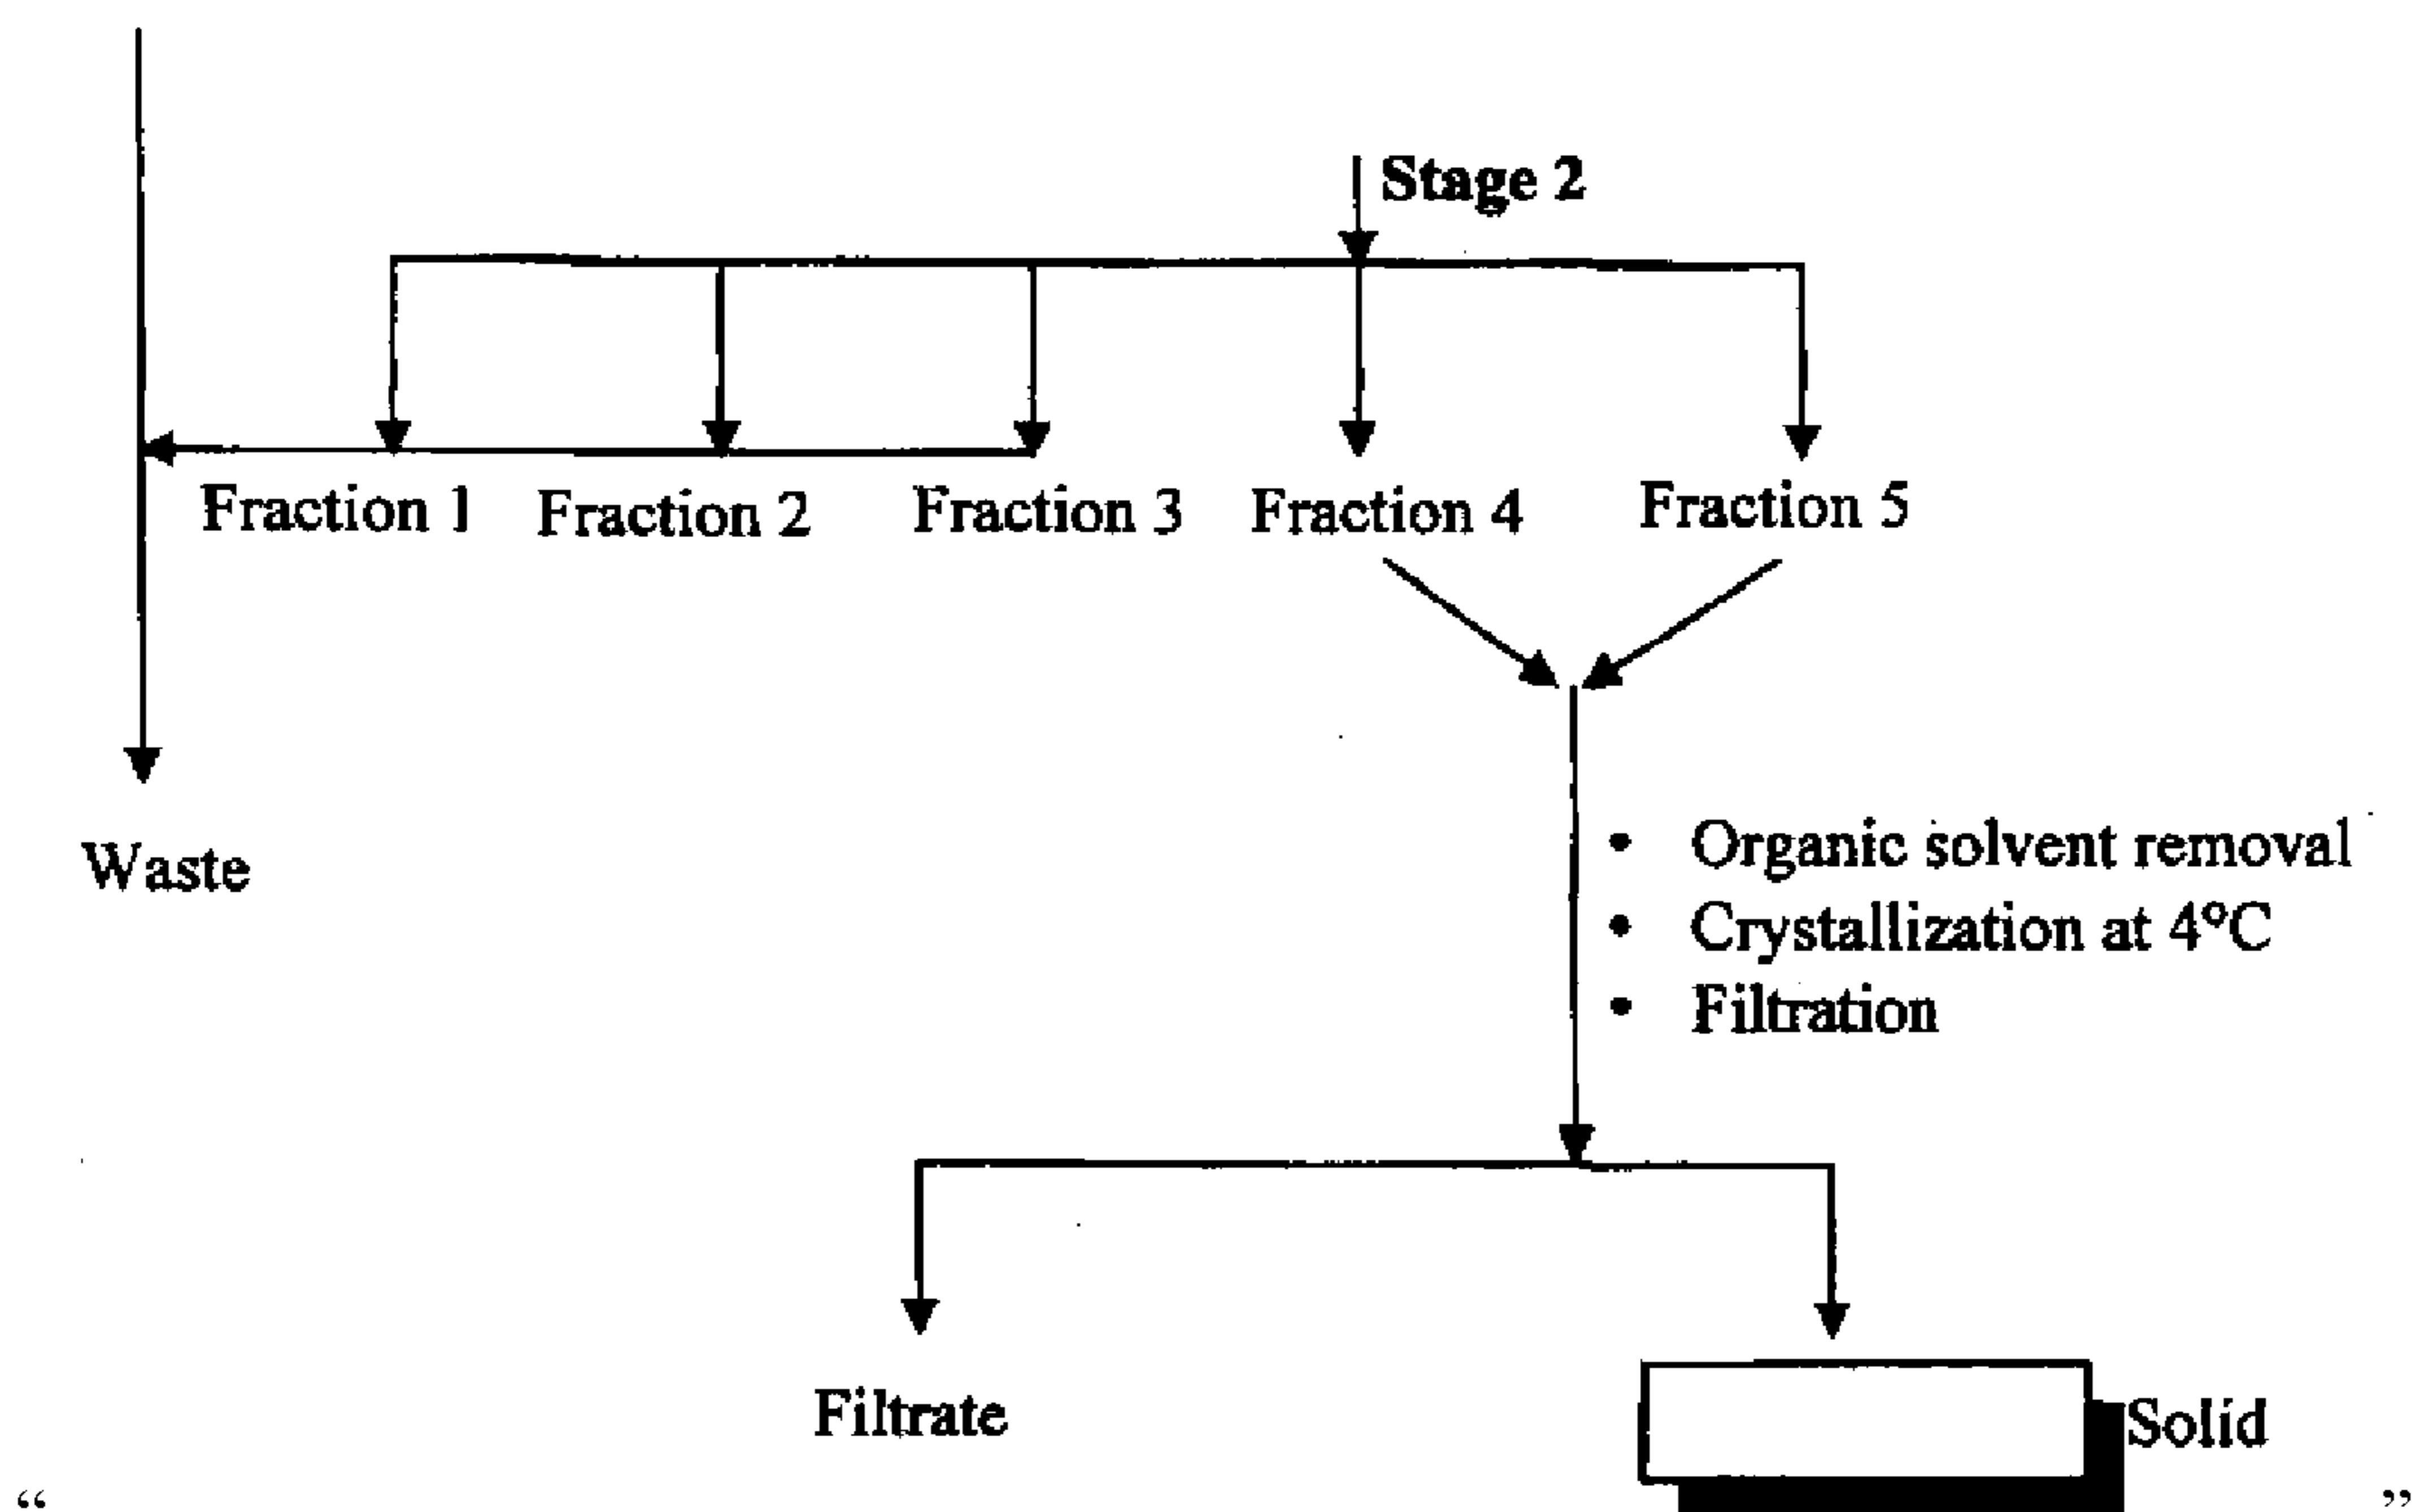 Stage 2
Fraction 1 Fraction 2 Fraction 3 Fraction 4 Fraction 5
Waste
• Organic solvent removal
• Crystallization at 4°C
• Filtration
Filtrate
Solid
“ ”